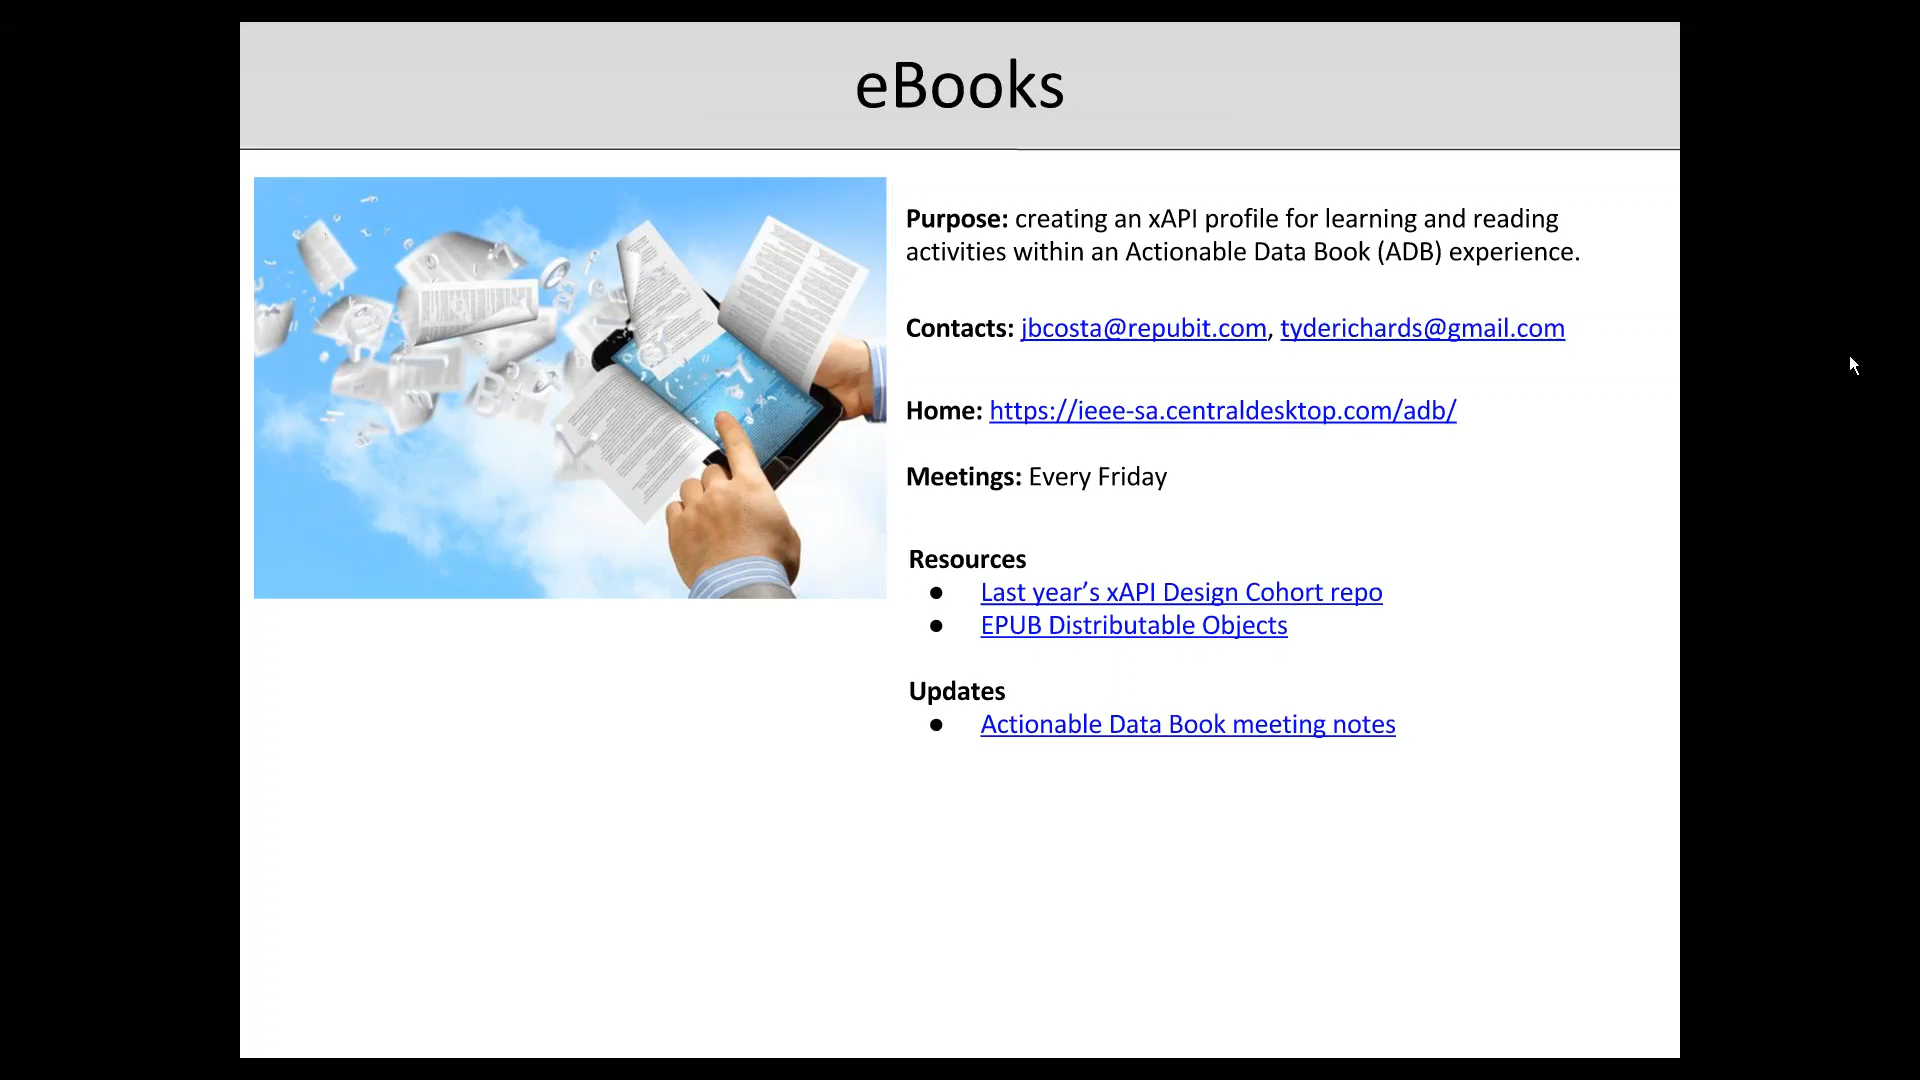 eBooks
Purpose: creating an xAPI profile for learning and reading
activities within an Actionable Data Book (ADB) experience.
Contacts: jbcosta@repubit.com, tyderichards@gmail.com
Home: https://ieee-sa.centraldesktop.com/adb/
Meetings: Every Friday
Resources
● Last year’s xAPI Design Cohort repo
● EPUB Distributable Objects
Updates
● Actionable Data Book meeting notes